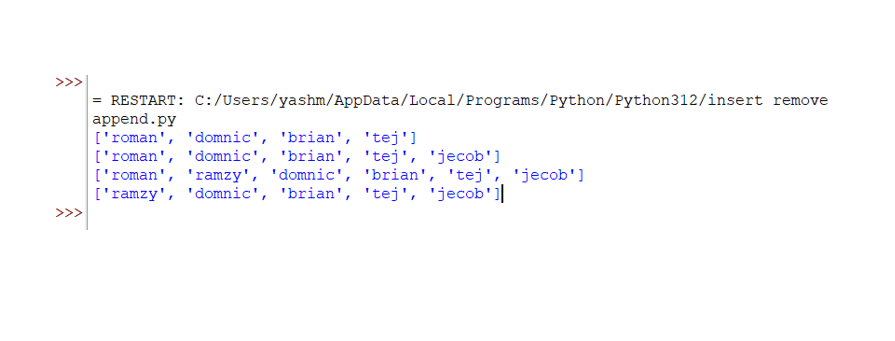 >>>
= RESTART: C:/Users/yashm/AppData/Local/Programs/Python/Python312/insert remove
append.py
['roman', 'domnic', 'brian', 'tej']
['roman', 'domnic', 'brian', 'tej', 'jecob']
['roman', 'ramzy', 'domnic', 'brian', 'tej', 'jecob']
['ramzy', 'domnic', 'brian', 'tej', 'jecob']
>>>